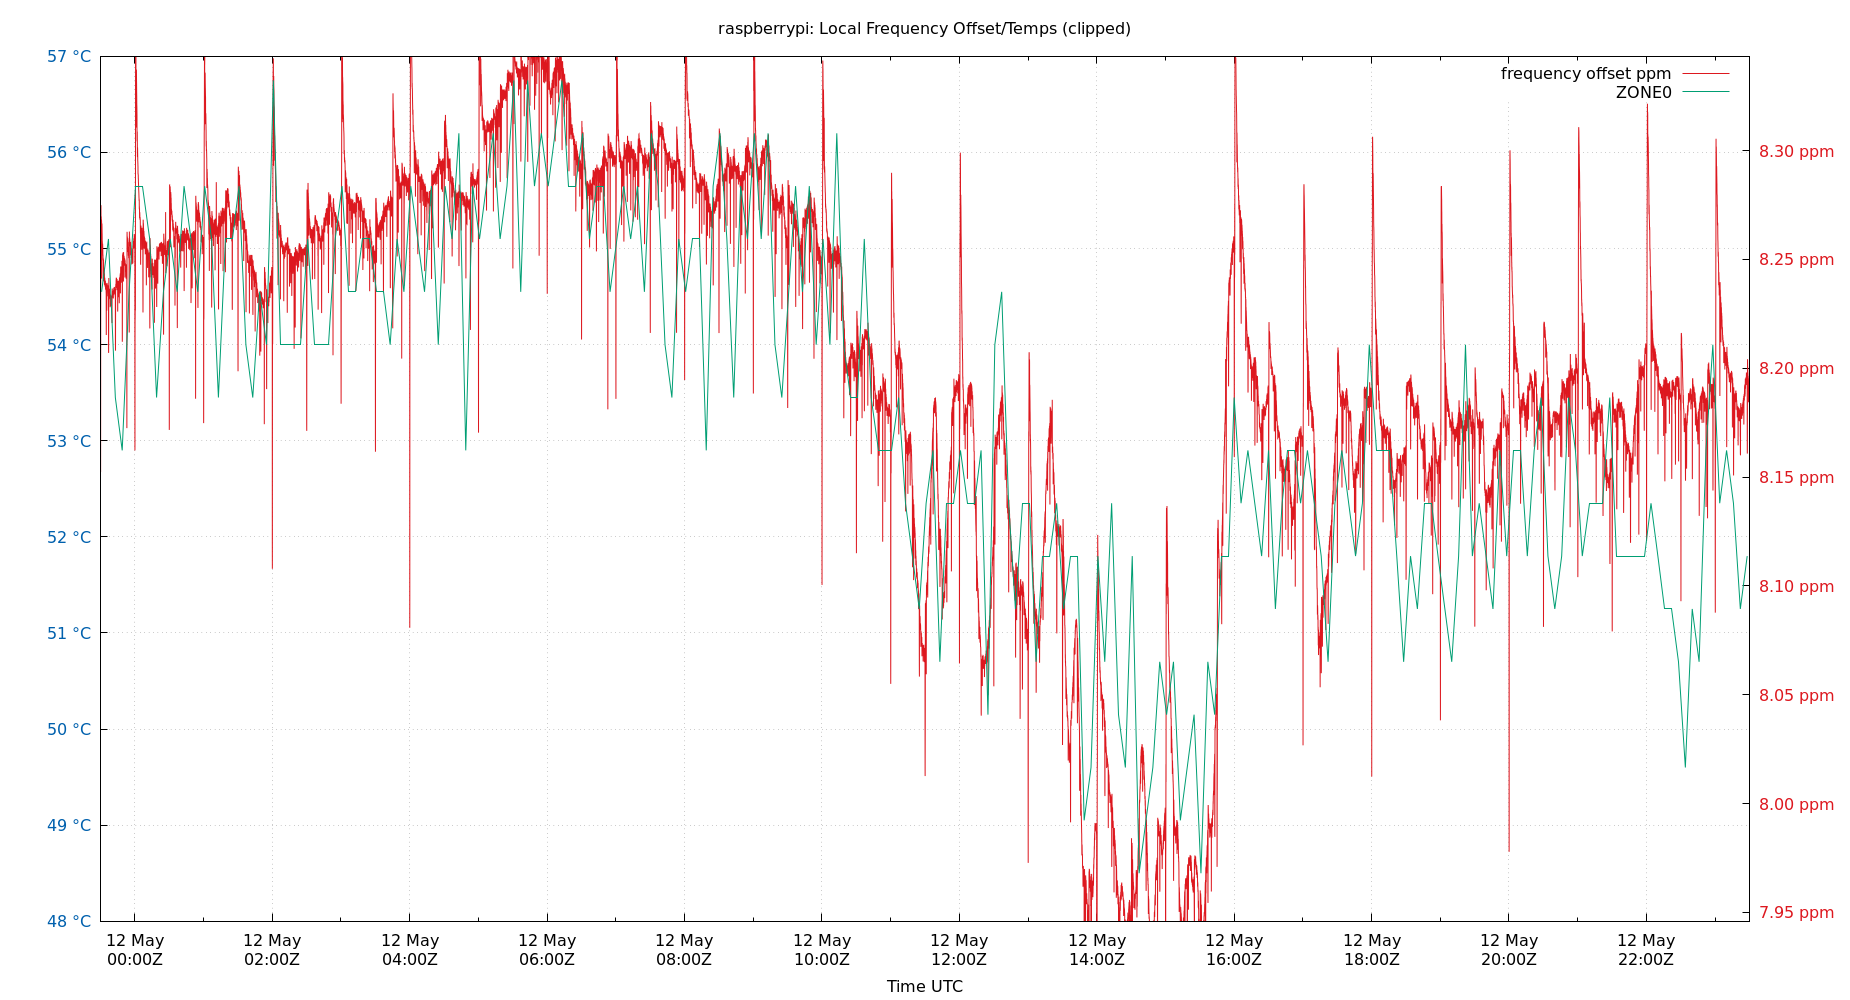 raspberrypi: Local Frequency Offset/Temps (clipped)
57 °C
56 °C
55 °C
54 °C
53 °C
52 °C
51 °C
50 °C
49 °C
48 °C
frequency offset ppm
ZONE0
8.30 ppm
8.25 ppm
8.20 ppm
8.15 ppm
8.10 ppm
8.05 ppm
8.00 ppm
7.95 ppm
12 May
00:00Z
12 May
02:00Z
12 May
04:00Z
12 May
06:00Z
12 May
08:00Z
12 May
10:00Z
12 May
12:00Z
12 May
14:00Z
12 May
16:00Z
12 May
18:00Z
12 May
20:00Z
12 May
22:00Z
Time UTC